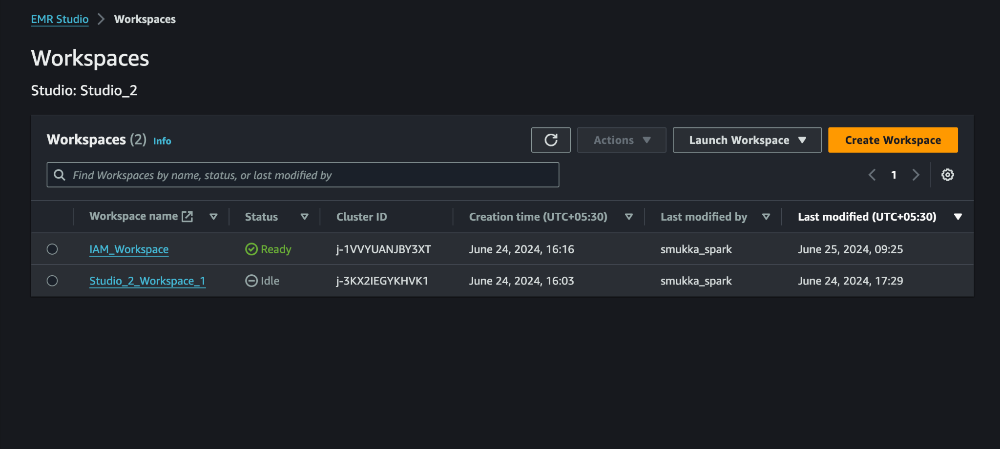 EMR Studio > Workspaces
Workspaces
Studio: Studio_2
Workspaces (2) Info
Actions
Launch Workspace
Create Workspace
Find Workspaces by name, status, or last modified by
1
Workspace name Status Cluster ID Creation time (UTC+05:30) Last modified by Last modified (UTC+05:30)
IAM_Workspace Ready j-1VVYUANJBY3XT June 24, 2024, 16:16 smukka_spark June 25, 2024, 09:25
Studio_2_Workspace_1 Idle j-3KX2IEGYKHVK1 June 24, 2024, 16:03 smukka_spark June 24, 2024, 17:29